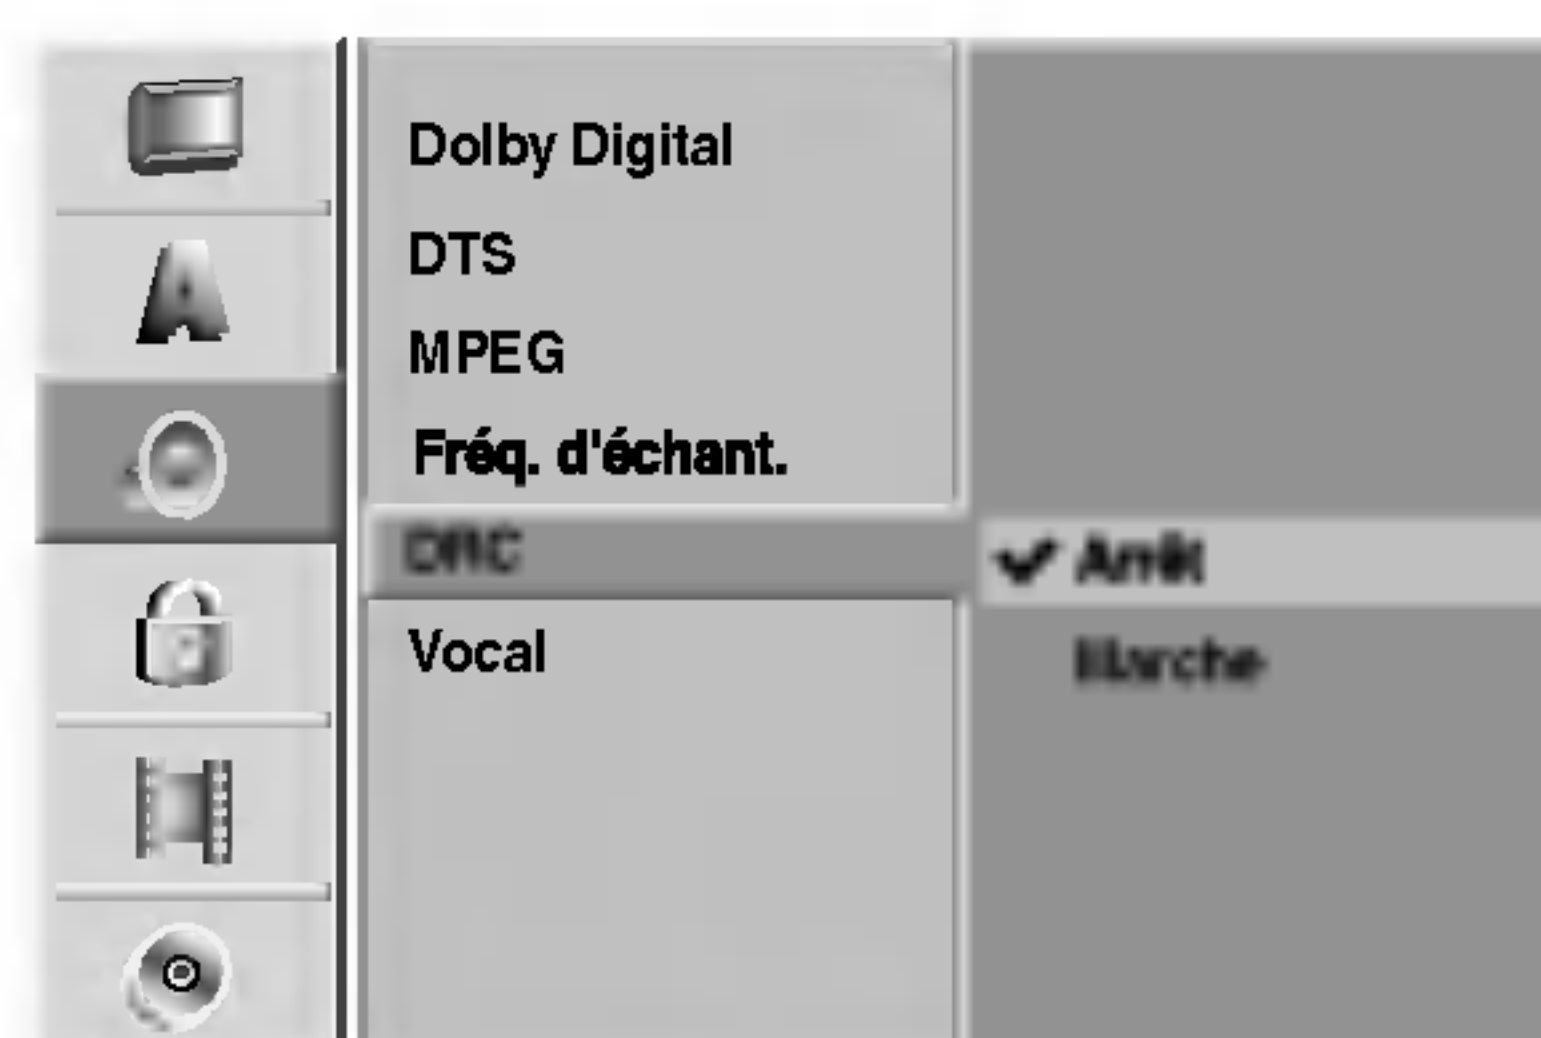 Dolby Digital
DTS
MPEG
Fréq. d'échant.
DRC
Arrêt
Vocal
Marche